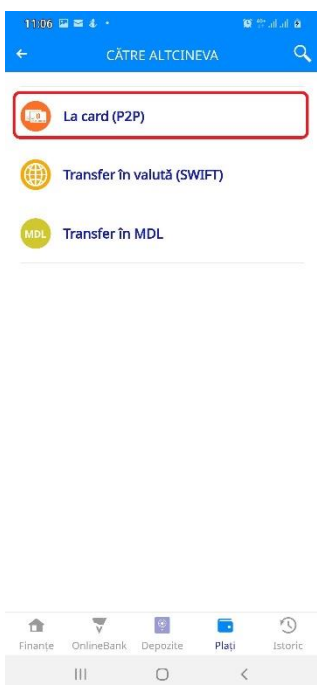 11:06
CĂTRE ALTCINEVA
La card (P2P)
Transfer în valută (SWIFT)
MDL Transfer în MDL
Finanțe OnlineBank Depozite Plați Istoric